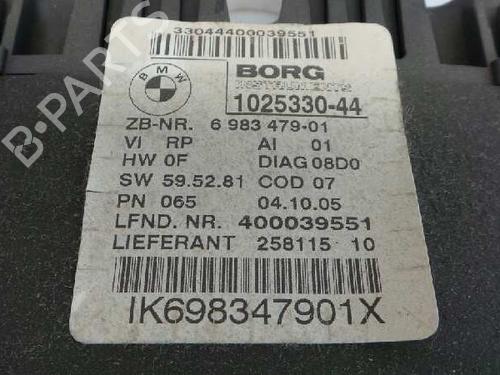 33044400039551
BMW
BORG
INSTRUMENTS
1025330-44
ZB-NR. 6 983 479-01
VI RP AI 01
HW 0F DIAG 08D0
SW 59.52.81 COD 07
PN 065 04.10.05
LFND. NR. 400039551
LIEFERANT 258115 10
IK698347901X
B-PARTS